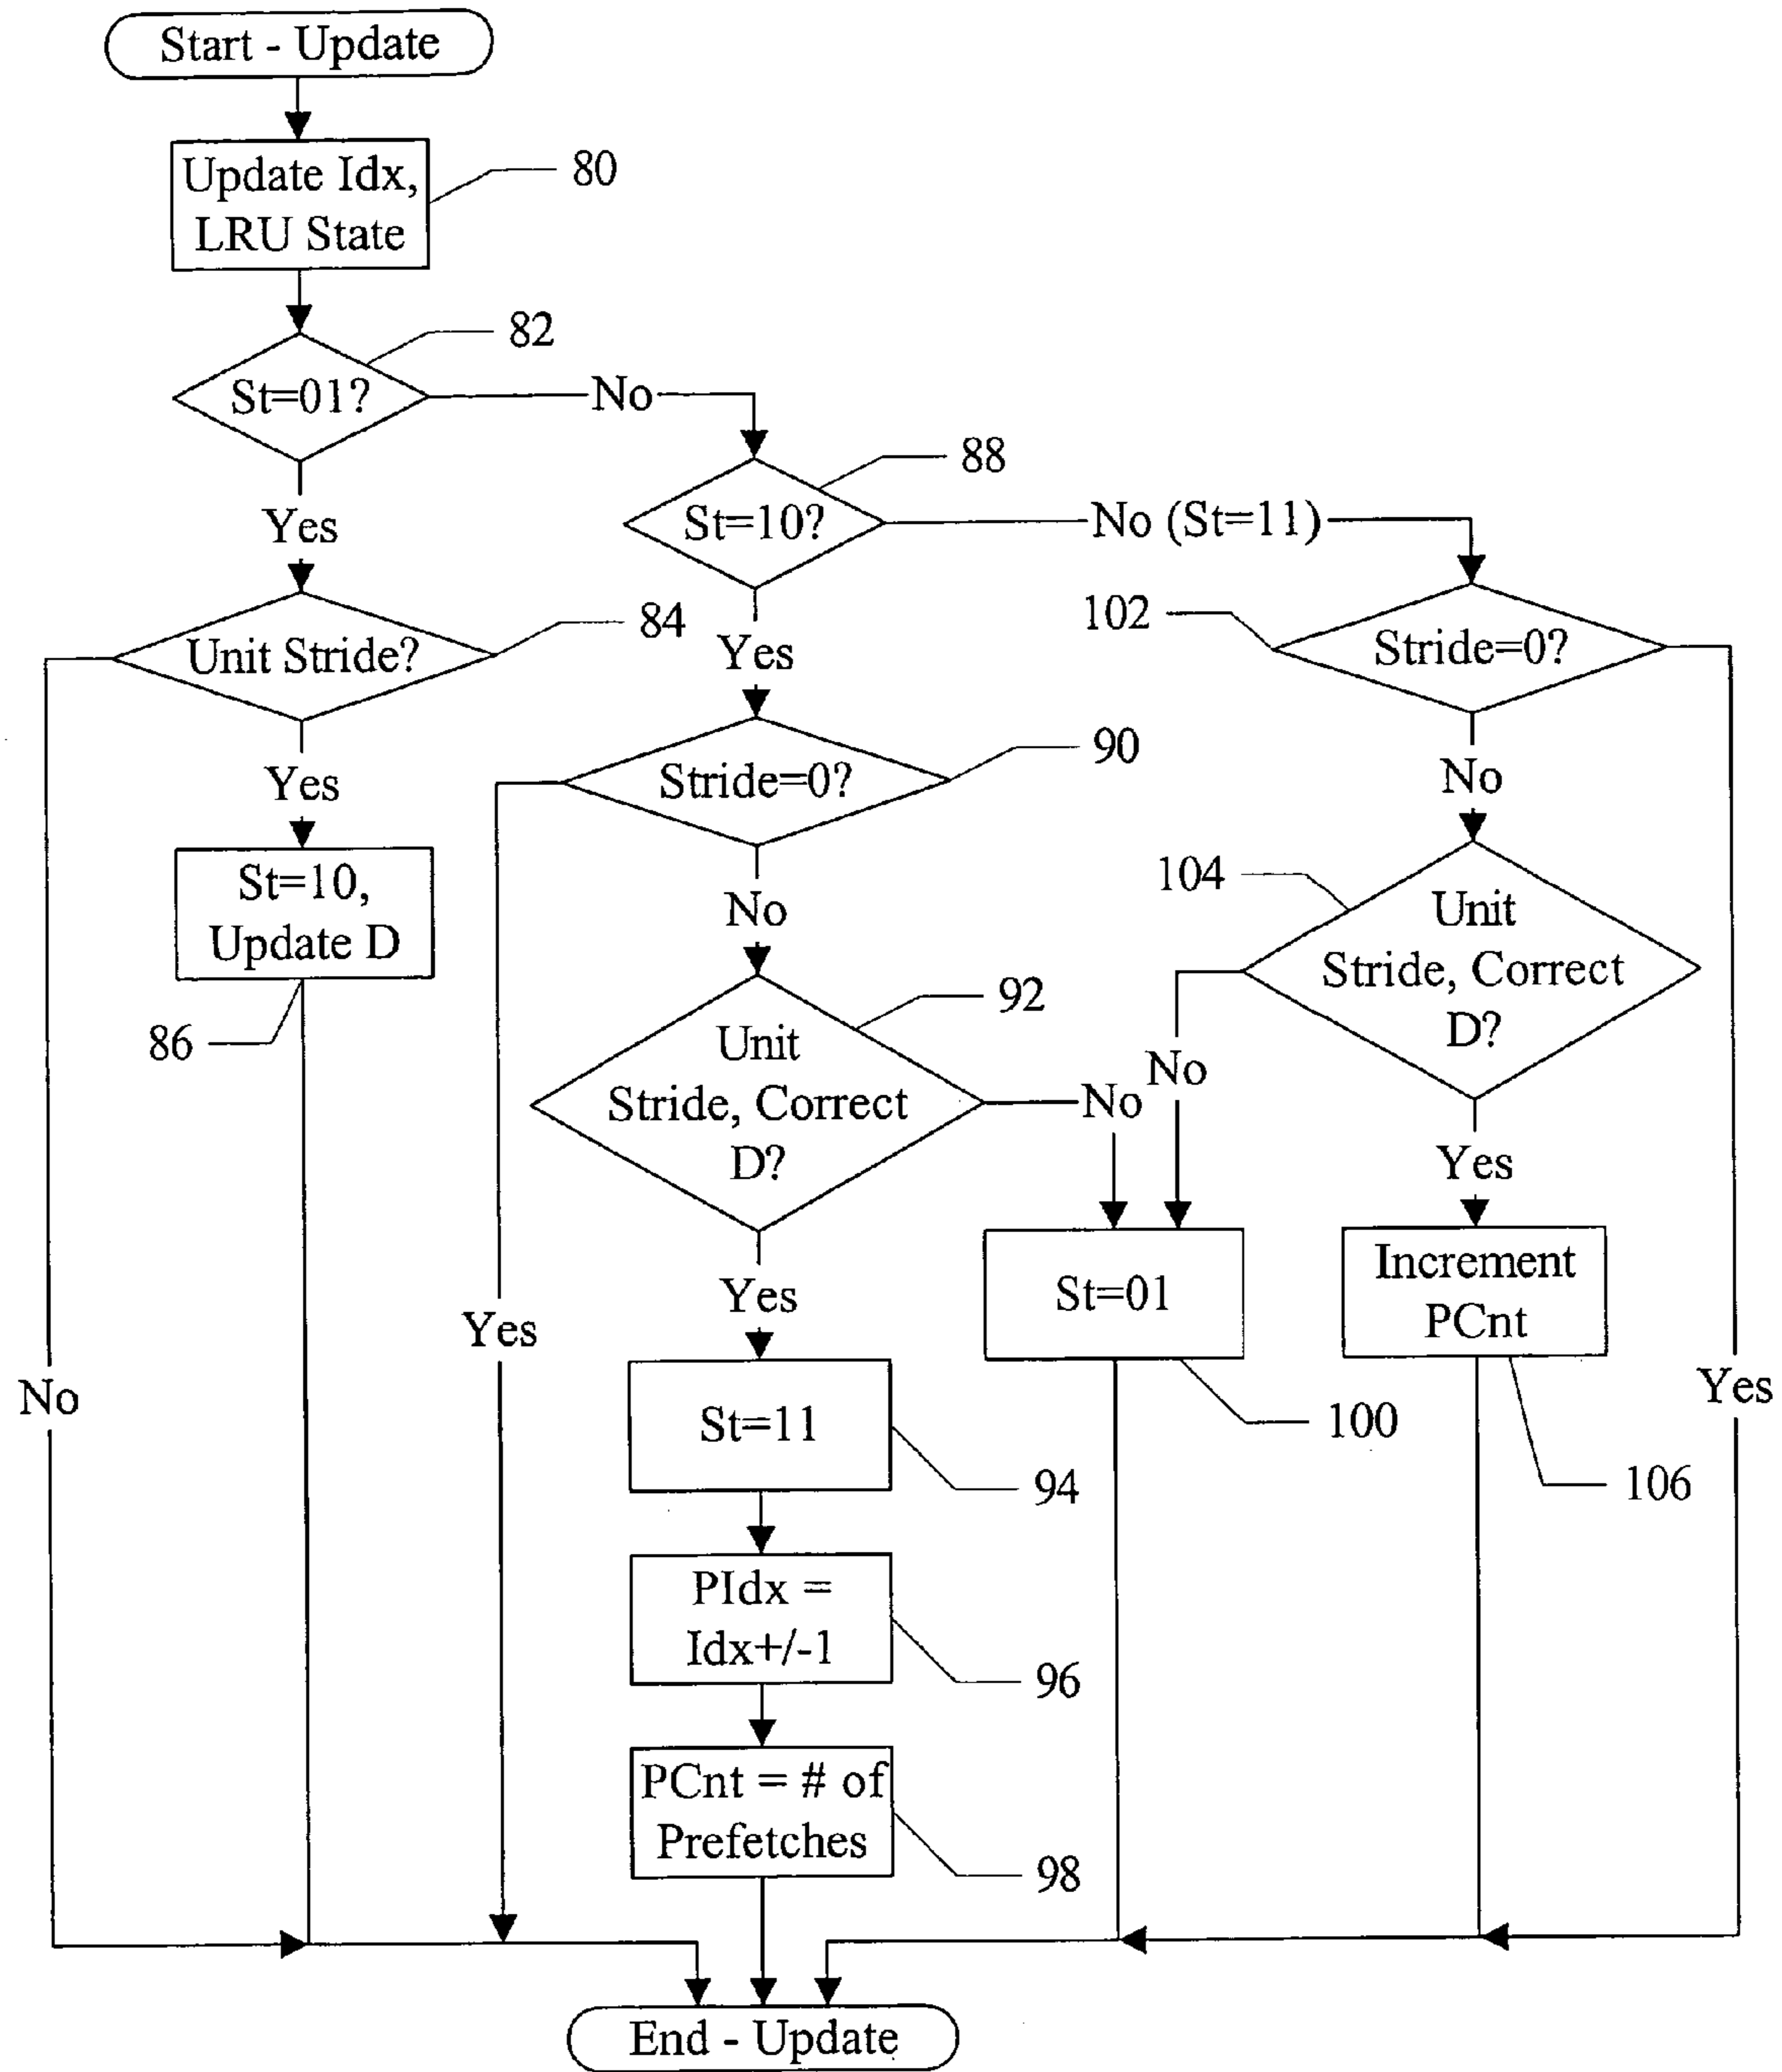 Start - Update
Update Idx,
LRU State
80
St=01?
82
No
88
St=10?
No (St=11)
Yes
Unit Stride?
84
Yes
102
Stride=0?
Yes
Stride=0?
90
No
St=10,
Update D
86
No
104
Unit
Stride, Correct
D?
92
Unit
Stride, Correct
D?
No
No
Yes
Yes
St=01
Increment
PCnt
Yes
No
Yes
St=11
100
94
106
PIdx =
Idx+/-1
96
PCnt = # of
Prefetches
98
End - Update